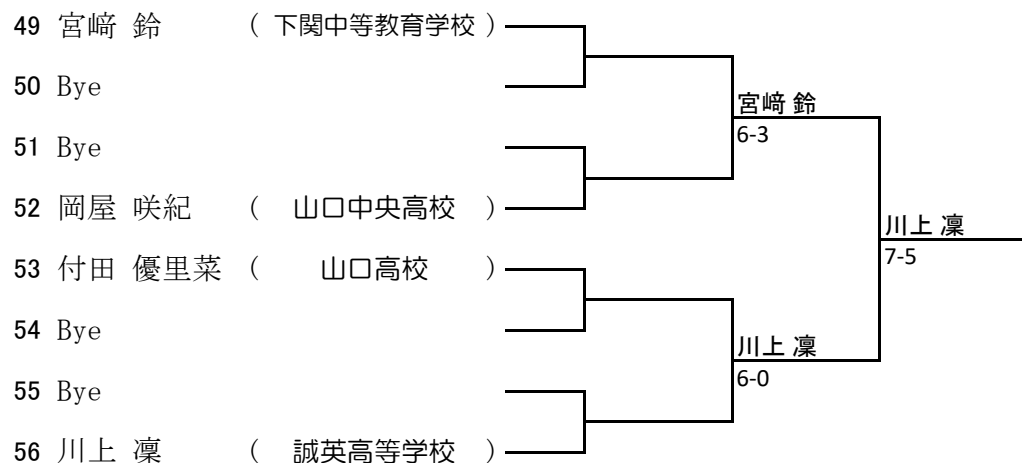 49 宮﨑 鈴 ( 下関中等教育学校 )
50 Bye
宮﨑 鈴
6-3
51 Bye
52 岡屋 咲紀 ( 山口中央高校 )
川上 凜
7-5
53 付田 優里菜 ( 山口高校 )
54 Bye
川上 凜
6-0
55 Bye
56 川上 凜 ( 誠英高等学校 )